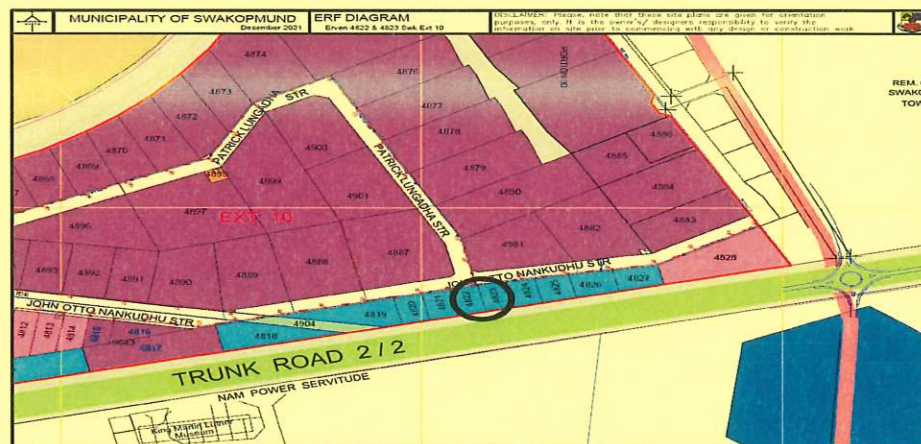 MUNICIPALITY OF SWAKOPMUND
December 2021
ERF DIAGRAM
Erven 4822 & 4823 Swk Ext 10
DISCLAIMER: Please, note that these site plans are given for orientation
purposes, only. It is the owner's/ designers responsibility to verify the
information on site prior to commencing with any design or construction work
4874
4873
4876
PORTION 10
REM.
SWAKO
TOW
4872
STR
4877
4871
PATRICK LUNGADHA
4878
4886
4870
4903
4869
4879
4885
4868
4899
4880
4884
4897
4901
PATRICK LUNGADHA STR
4896
EXT. 10
4883
4882
4881
4887
4888
4828
4893
4892
4891
4890
4889
JOHN OTTO NANKUDHU STR
4827
4826
4825
4824
4823
4822
4821
4820
4819
JOHN OTTO NANKUDHU STR
4904
4818
4812
4813
4814
4815
4816
4817
TRUNK ROAD 2/2
NAM POWER SERVITUDE
King Martin Luther
Museum